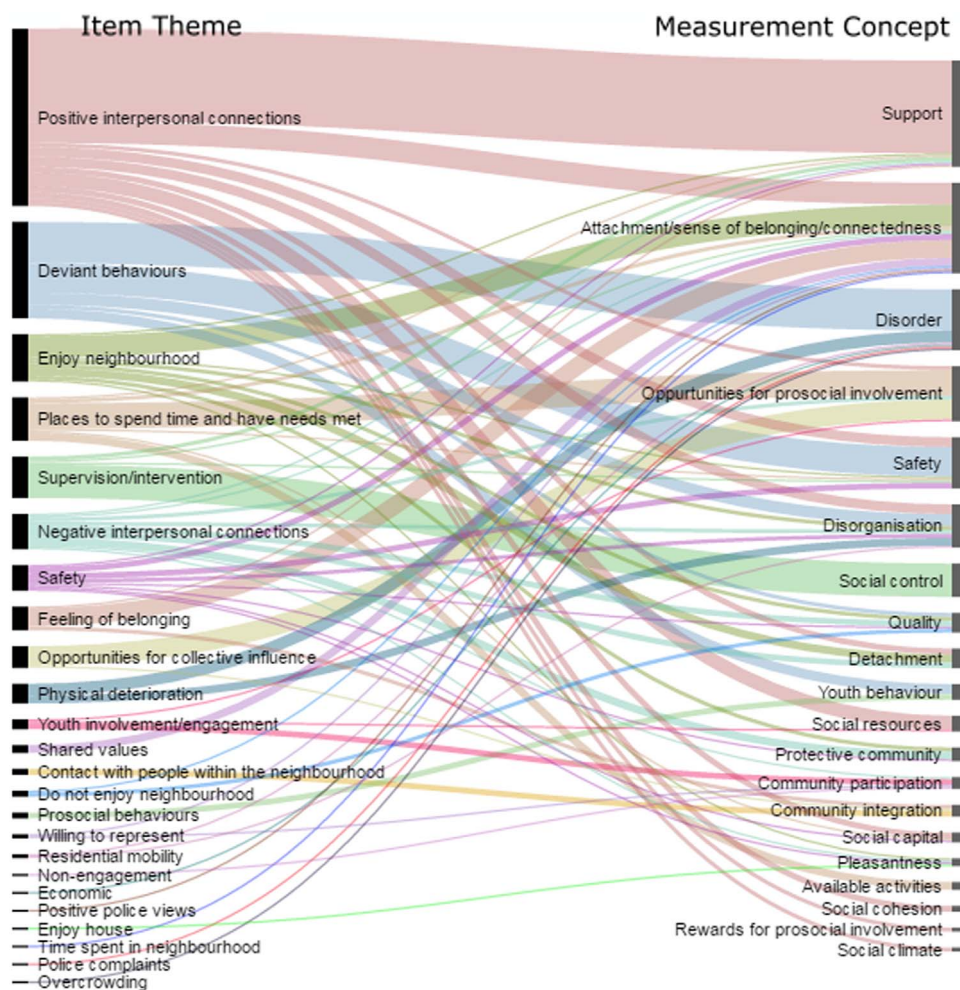 Item Theme
Measurement Concept
Positive interpersonal connections
Deviant behaviours
Enjoy neighbourhood
Places to spend time and have needs met
Supervision/intervention
Negative interpersonal connections
Safety
Feeling of belonging
Opportunities for collective influence
Physical deterioration
Youth involvement/engagement
Shared values
Contact with people within the neighbourhood
Do not enjoy neighbourhood
Prosocial behaviours
Willing to represent
Residential mobility
Non-engagement
Economic
Positive police views
Enjoy house
Time spent in neighbourhood
Police complaints
Overcrowding
Support
Attachment/sense of belonging/connectedness
Disorder
Oppurtunities for prosocial involvement
Safety
Disorganisation
Social control
Quality
Detachment
Youth behaviour
Social resources
Protective community
Community participation
Community integration
Social capital
Pleasantness
Available activities
Social cohesion
Rewards for prosocial involvement
Social climate